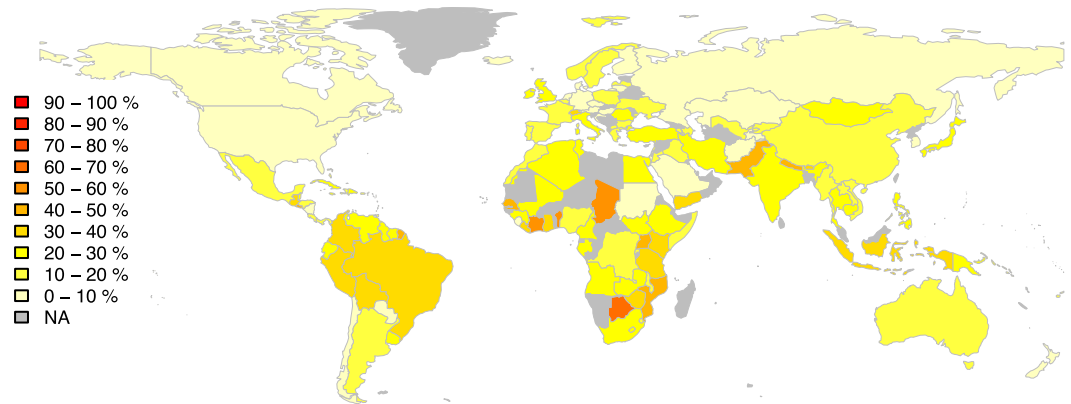 90 – 100 %
80 – 90 %
70 – 80 %
60 – 70 %
50 – 60 %
40 – 50 %
30 – 40 %
20 – 30 %
10 – 20 %
0 – 10 %
NA